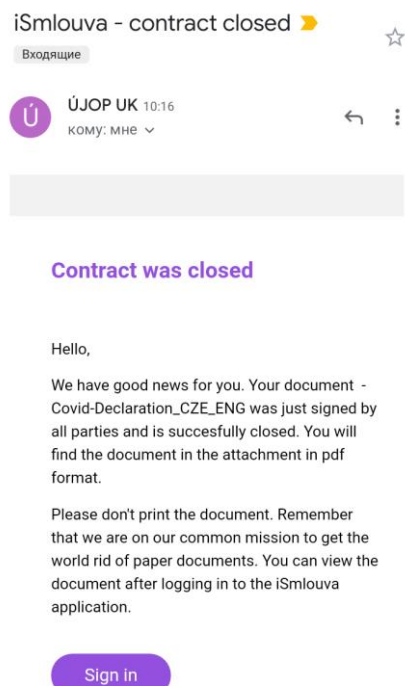 iSmlouva - contract closed
Входящие
Ú
ÚJOP UK 10:16
кому: мне
Contract was closed
Hello,
We have good news for you. Your document -
Covid-Declaration_CZE_ENG was just signed by
all parties and is succesfully closed. You will
find the document in the attachment in pdf
format.
Please don't print the document. Remember
that we are on our common mission to get the
world rid of paper documents. You can view the
document after logging in to the iSmlouva
application.
Sign in